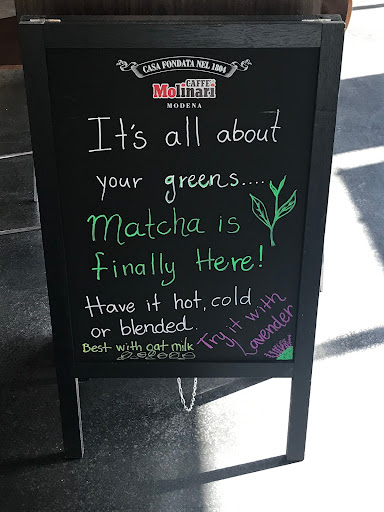 CASA FONDATA NEL 1804
CAFFÈ
Molinari
MODENA
It's all about
your greens....
Matcha is
finally Here!
Have it hot, cold
or blended.
Best with oat milk
Try it with
Lavender